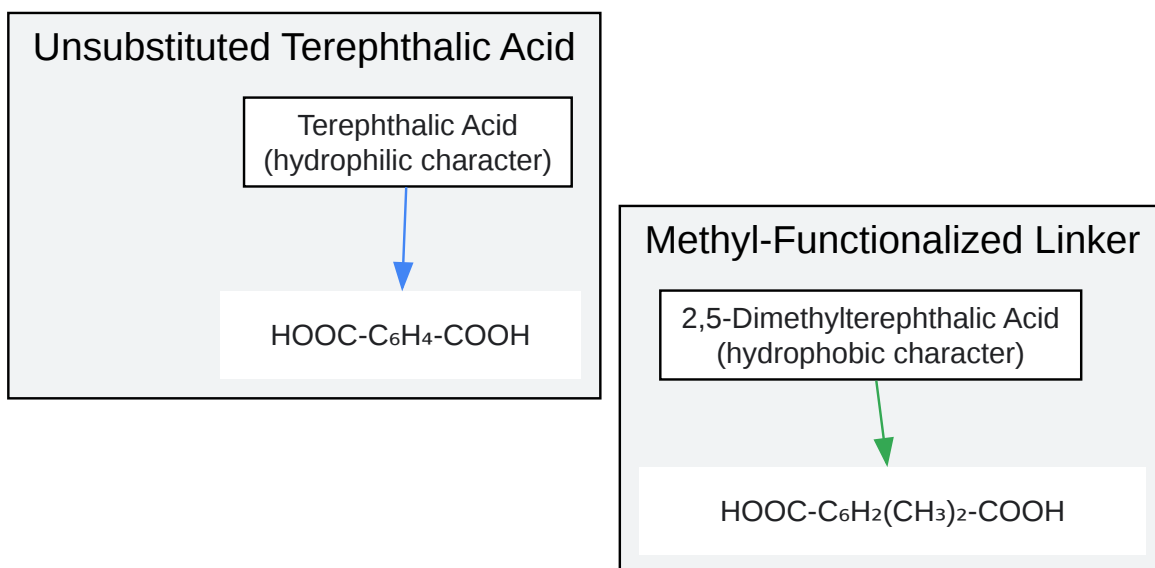 Unsubstituted Terephthalic Acid
Terephthalic Acid
(hydrophilic character)
HOOC-C₆H₄-COOH
Methyl-Functionalized Linker
2,5-Dimethylterephthalic Acid
(hydrophobic character)
HOOC-C₆H₂(CH₃)₂-COOH